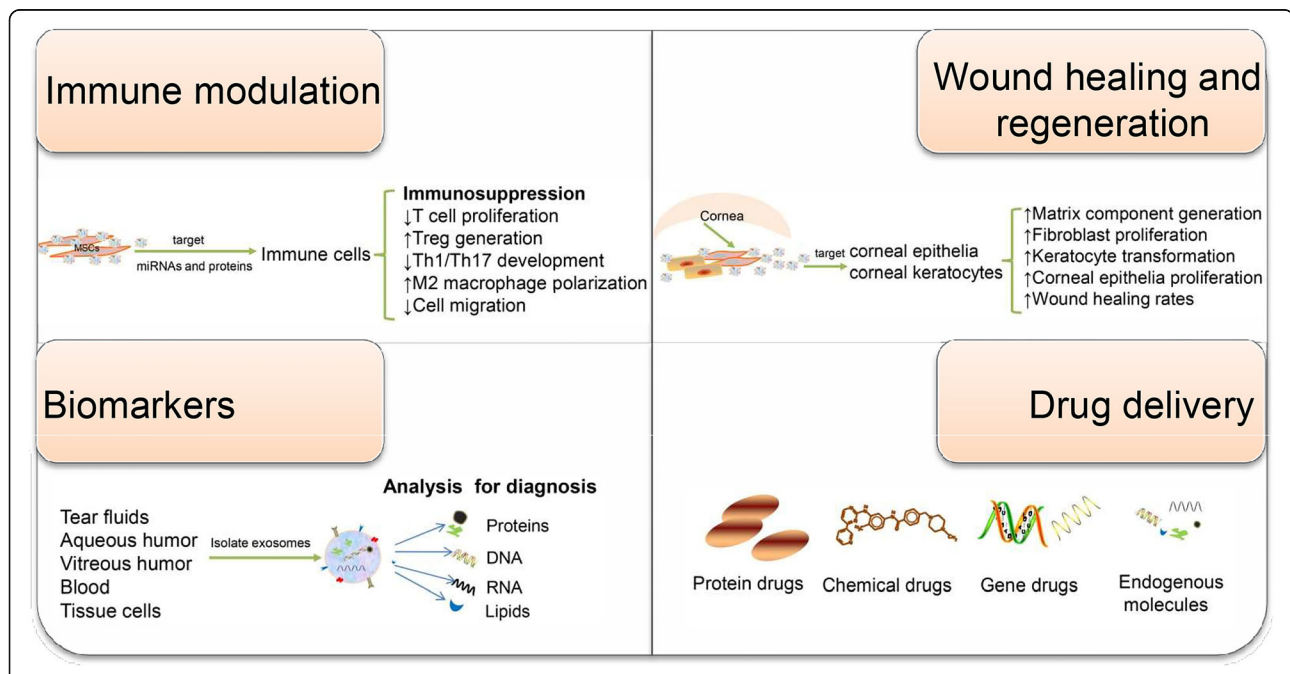 Immune modulation
MSCs
target
miRNAs and proteins
Immune cells
Immunosuppression
↓T cell proliferation
↑Treg generation
↓Th1/Th17 development
↑M2 macrophage polarization
↓Cell migration
Wound healing and
regeneration
Cornea
target
corneal epithelia
corneal keratocytes
↑Matrix component generation
↑Fibroblast proliferation
↑Keratocyte transformation
↑Corneal epithelia proliferation
↑Wound healing rates
Biomarkers
Tear fluids
Aqueous humor
Vitreous humor
Blood
Tissue cells
Isolate exosomes
Analysis for diagnosis
Proteins
DNA
RNA
Lipids
Drug delivery
Protein drugs
Chemical drugs
Gene drugs
Endogenous
molecules